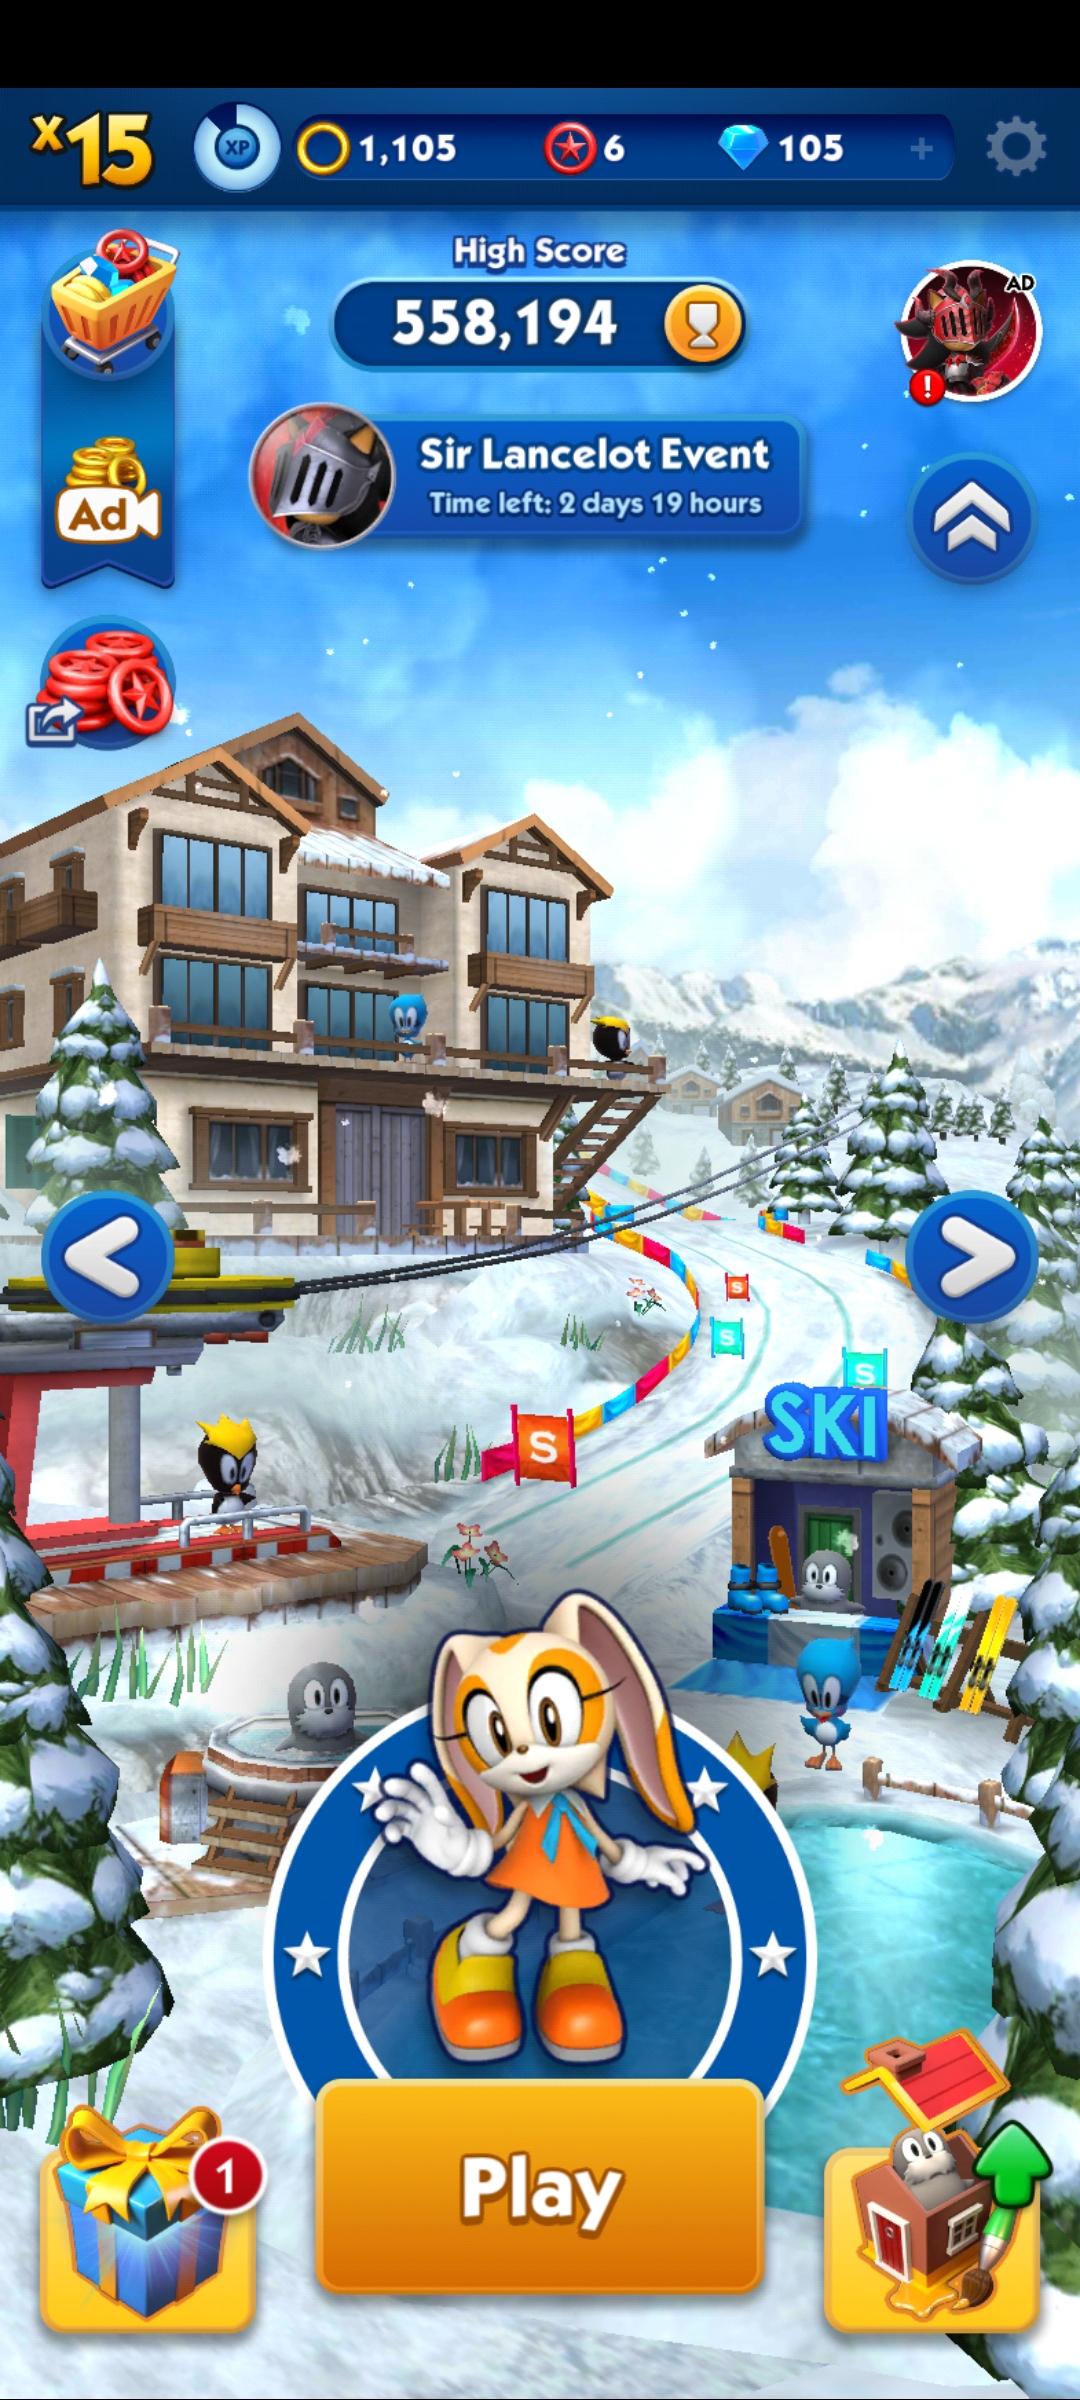 x15
XP
1,105
6
105
+
High Score
558,194
AD
!
Sir Lancelot Event
Time left: 2 days 19 hours
Ad
S
S
S
S
SKI
Play
1